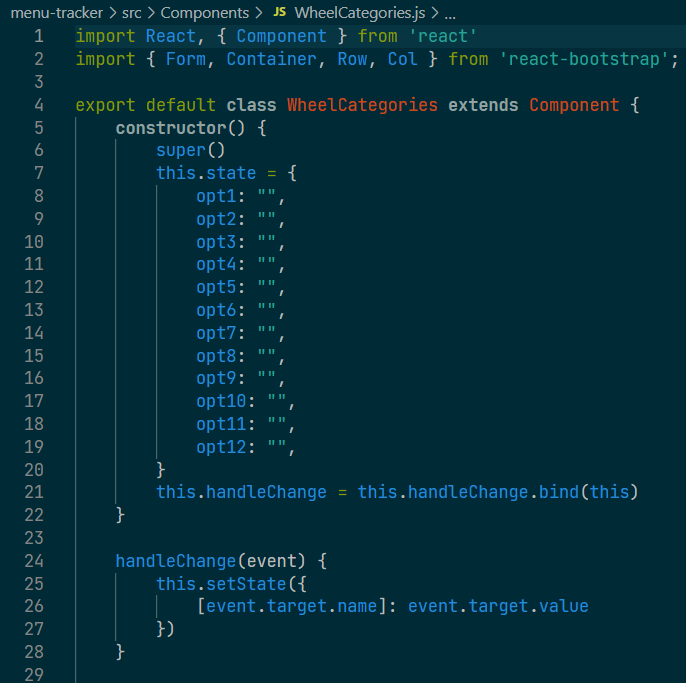 menu-tracker > src > Components > JS WheelCategories.js > ...
1 import React, { Component } from 'react'
2 import { Form, Container, Row, Col } from 'react-bootstrap';
3
4 export default class WheelCategories extends Component {
5     constructor() {
6         super()
7         this.state = {
8             opt1: "",
9             opt2: "",
10             opt3: "",
11             opt4: "",
12             opt5: "",
13             opt6: "",
14             opt7: "",
15             opt8: "",
16             opt9: "",
17             opt10: "",
18             opt11: "",
19             opt12: "",
20         }
21         this.handleChange = this.handleChange.bind(this)
22     }
23
24     handleChange(event) {
25         this.setState({
26             [event.target.name]: event.target.value
27         })
28     }
29